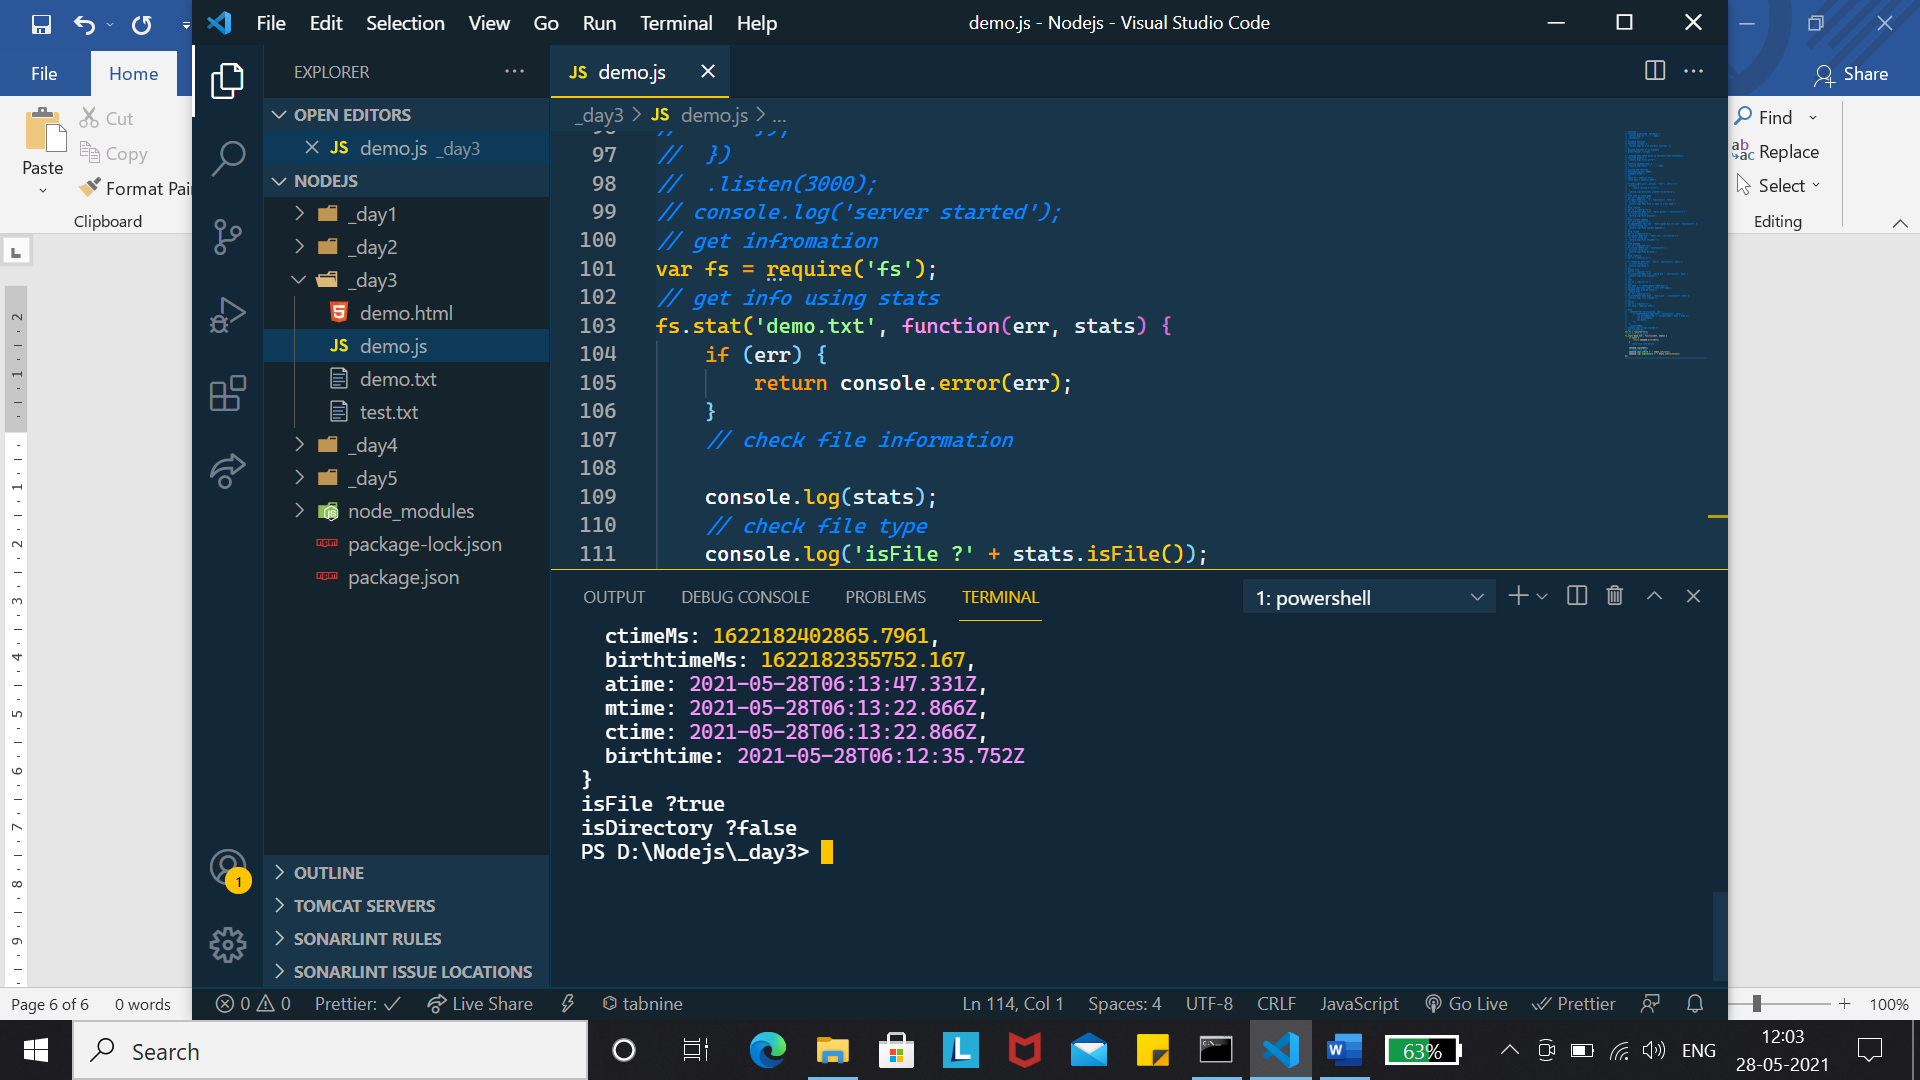 File Edit Selection View Go Run Terminal Help
demo.js - Nodejs - Visual Studio Code
File Home
Share
Paste
Cut
Copy
Format Pai
Clipboard
Find
Replace
Select
Editing
L
EXPLORER
OPEN EDITORS
JS demo.js _day3
NODEJS
_day1
_day2
_day3
demo.html
JS demo.js
demo.txt
test.txt
_day4
_day5
node_modules
package-lock.json
package.json
OUTLINE
TOMCAT SERVERS
SONARLINT RULES
SONARLINT ISSUE LOCATIONS
JS demo.js
_day3 > JS demo.js > ...
97 // })
98 // .listen(3000);
99 // console.log('server started');
100 // get infromation
101 var fs = require('fs');
102 // get info using stats
103 fs.stat('demo.txt', function(err, stats) {
104 if (err) {
105 return console.error(err);
106 }
107 // check file information
108
109 console.log(stats);
110 // check file type
111 console.log('isFile ?' + stats.isFile());
OUTPUT DEBUG CONSOLE PROBLEMS TERMINAL
1: powershell
ctimeMs: 1622182402865.7961,
birthtimeMs: 1622182355752.167,
atime: 2021-05-28T06:13:47.331Z,
mtime: 2021-05-28T06:13:22.866Z,
ctime: 2021-05-28T06:13:22.866Z,
birthtime: 2021-05-28T06:12:35.752Z
}
isFile ?true
isDirectory ?false
PS D:\Nodejs\_day3>
1
Page 6 of 6 0 words
0 0 Prettier: ✓ Live Share tabnine
Ln 114, Col 1 Spaces: 4 UTF-8 CRLF JavaScript Go Live Prettier
100%
Search
63%
ENG
12:03
28-05-2021